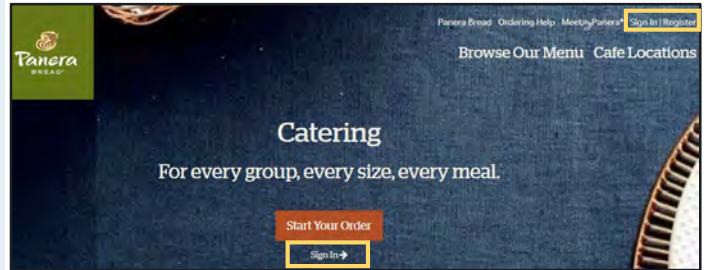 Panera Bread Ordering Help MeetMyPanera® Sign In | Register
Panera
BREAD®
Browse Our Menu Cafe Locations
Catering
For every group, every size, every meal.
Start Your Order
Sign In →